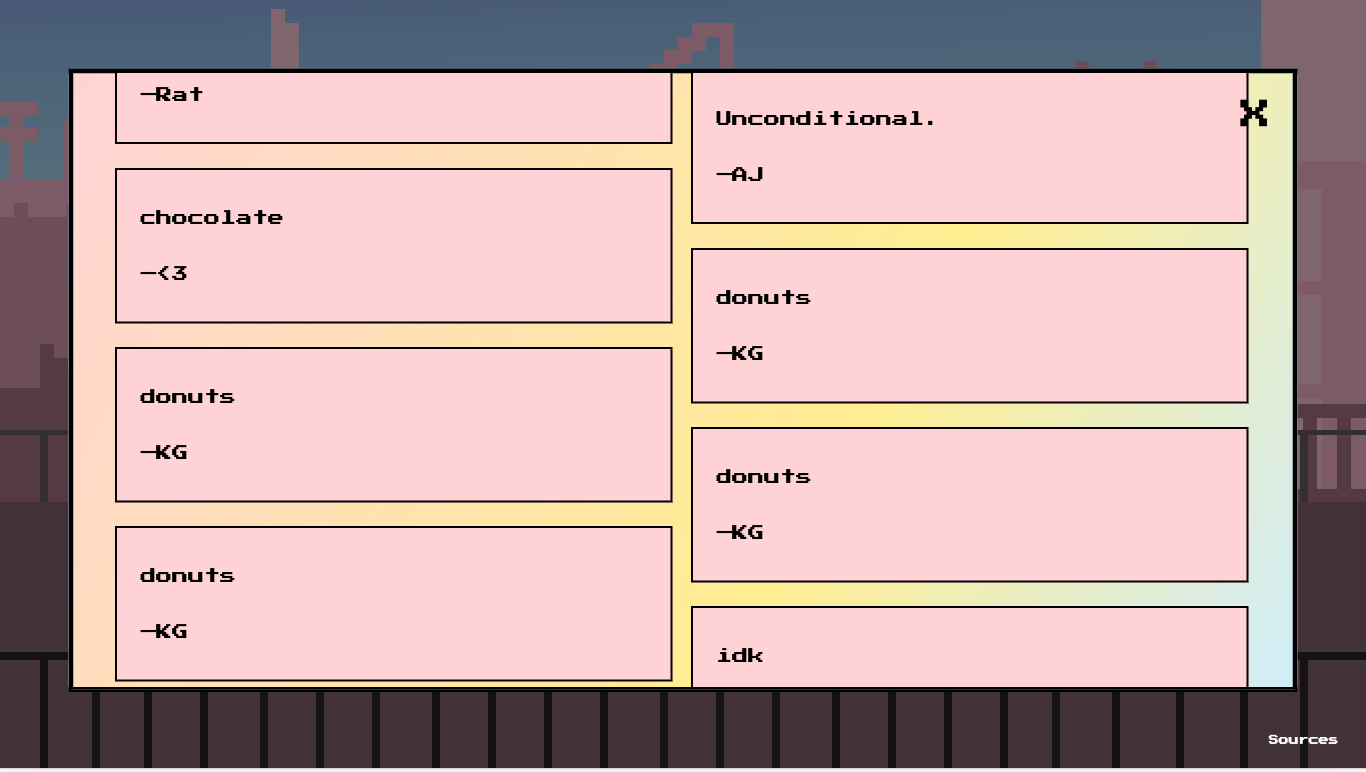 —Rat
chocolate
—<3
donuts
—KG
donuts
—KG
Unconditional.
—AJ
donuts
—KG
donuts
—KG
idk
X
Sources